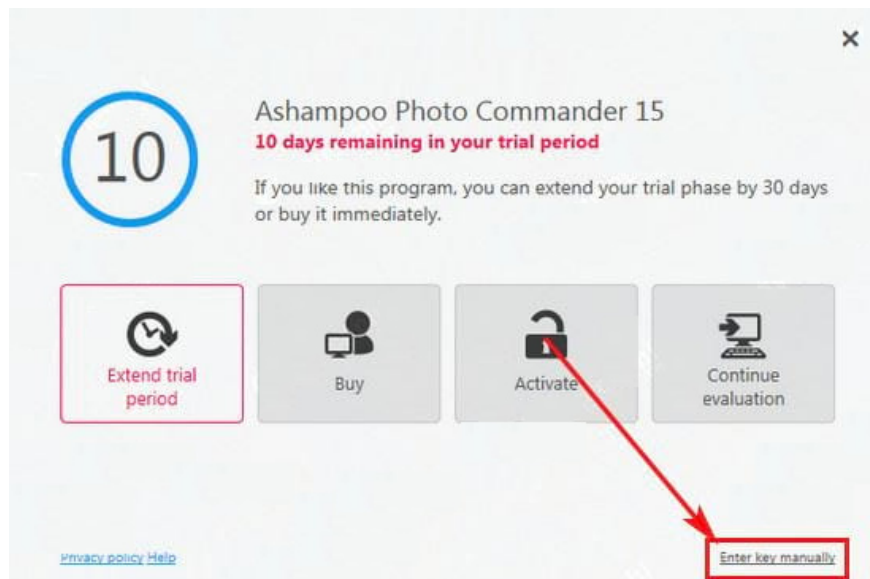 10
Ashampoo Photo Commander 15
10 days remaining in your trial period
If you like this program, you can extend your trial phase by 30 days
or buy it immediately.
Extend trial
period
Buy
Activate
Continue
evaluation
Privacy policy Help
Enter key manually